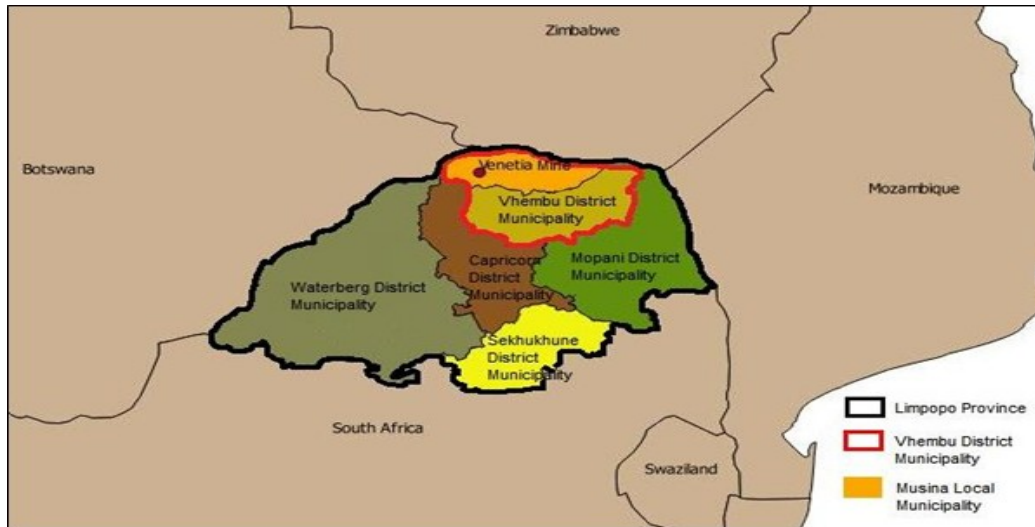 Zimbabwe
Botswana
Venetia Mine
Mozambique
Vhembu District
Municipality
Capricorn
District
Municipality
Mopani District
Municipality
Waterberg District
Municipality
Sekhukhune
District
Municipality
South Africa
Swaziland
Limpopo Province
Vhembu District
Municipality
Musina Local
Municipality